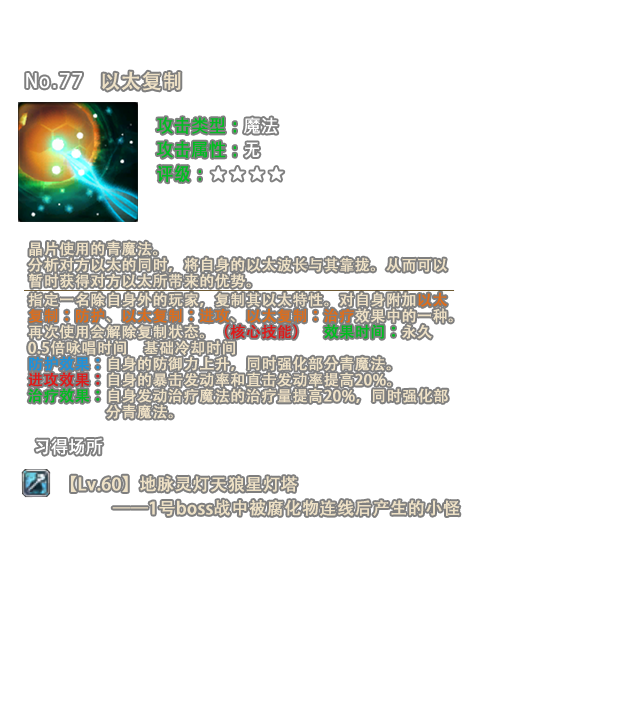 No.77 以太复制
攻击类型：魔法
攻击属性：无
评级：☆☆☆☆
晶片使用的青魔法。
分析对方以太的同时，将自身的以太波长与其靠拢。从而可以
暂时获得对方以太所带来的优势。
指定一名除自身外的玩家，复制其以太特性。对自身附加以太
复制：防护、以太复制：进攻、以太复制：治疗效果中的一种。
再次使用会解除复制状态。（核心技能） 效果时间：永久
0.5倍咏唱时间 基础冷却时间
防护效果：自身的防御力上升，同时强化部分青魔法。
进攻效果：自身的暴击发动率和直击发动率提高20%。
治疗效果：自身发动治疗魔法的治疗量提高20%，同时强化部
分青魔法。
习得场所
【Lv.60】地脉灵灯天狼星灯塔
——1号boss战中被腐化物连线后产生的小怪